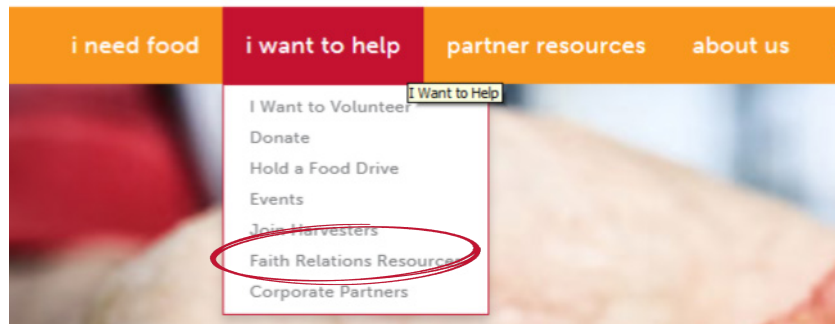 i need food i want to help partner resources about us
I Want to Help
I Want to Volunteer
Donate
Hold a Food Drive
Events
Join Harvesters
Faith Relations Resources
Corporate Partners